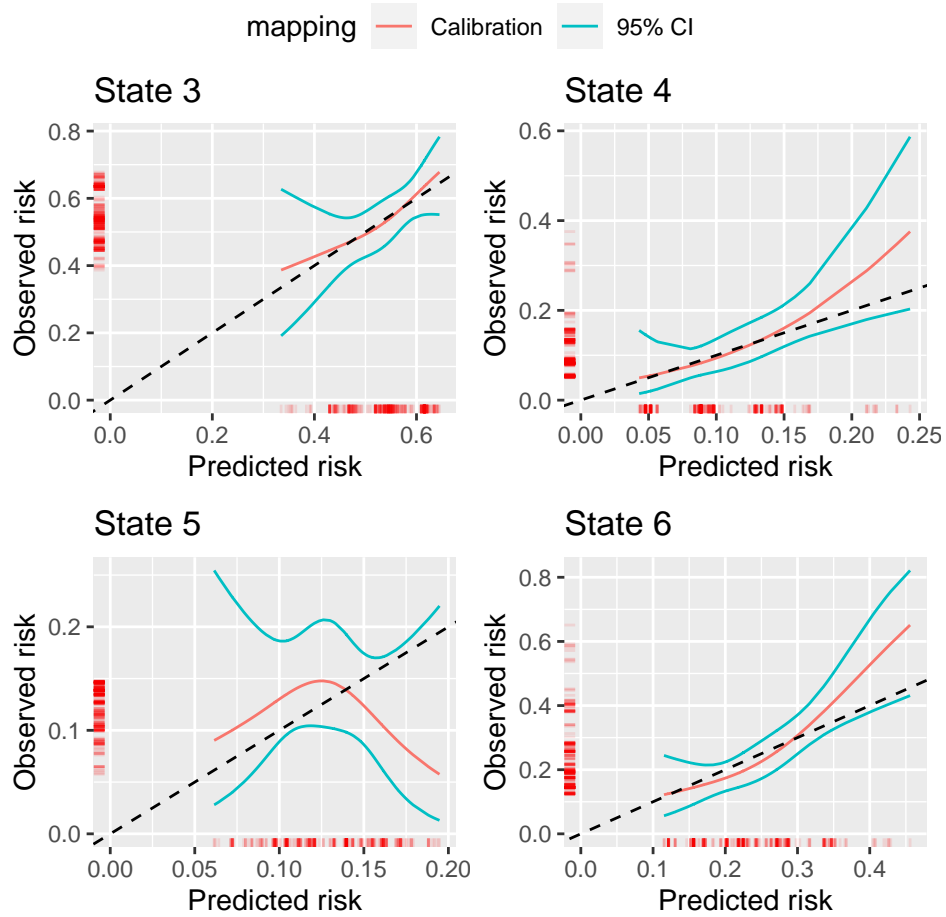 mapping Calibration 95% CI
State 3
State 4
0.8
0.6
0.4
0.2
0.0
Observed risk
0.0 0.2 0.4 0.6
Predicted risk
0.6
0.4
0.2
0.0
Observed risk
0.00 0.05 0.10 0.15 0.20 0.25
Predicted risk
State 5
State 6
0.2
0.1
0.0
Observed risk
0.00 0.05 0.10 0.15 0.20
Predicted risk
0.8
0.6
0.4
0.2
0.0
Observed risk
0.0 0.1 0.2 0.3 0.4
Predicted risk